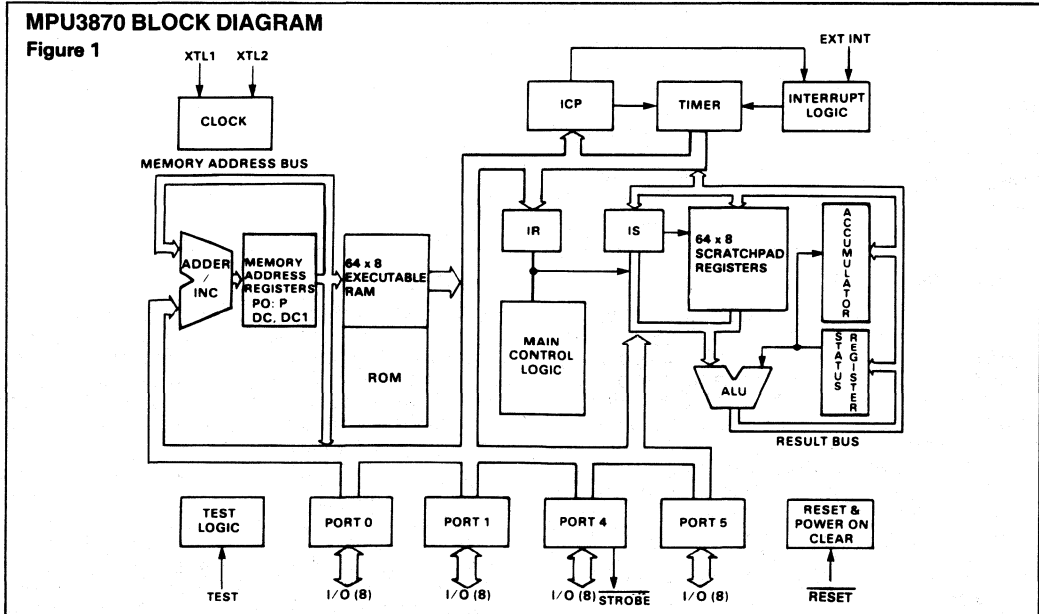 MPU3870 BLOCK DIAGRAM
Figure 1
XTL1
XTL2
EXT INT
CLOCK
ICP
TIMER
INTERRUPT
LOGIC
MEMORY ADDRESS BUS
ADDER
/
INC
MEMORY
ADDRESS
REGISTERS
PO: P
DC, DC1
64 x 8
EXECUTABLE
RAM
ROM
IR
IS
64 x 8
SCRATCHPAD
REGISTERS
ACCUMULATOR
MAIN
CONTROL
LOGIC
ALU
STATUS
REGISTER
RESULT BUS
TEST
LOGIC
PORT 0
PORT 1
PORT 4
PORT 5
RESET &
POWER ON
CLEAR
TEST
I/O (8)
I/O (8)
I/O (8)
STROBE
I/O (8)
RESET